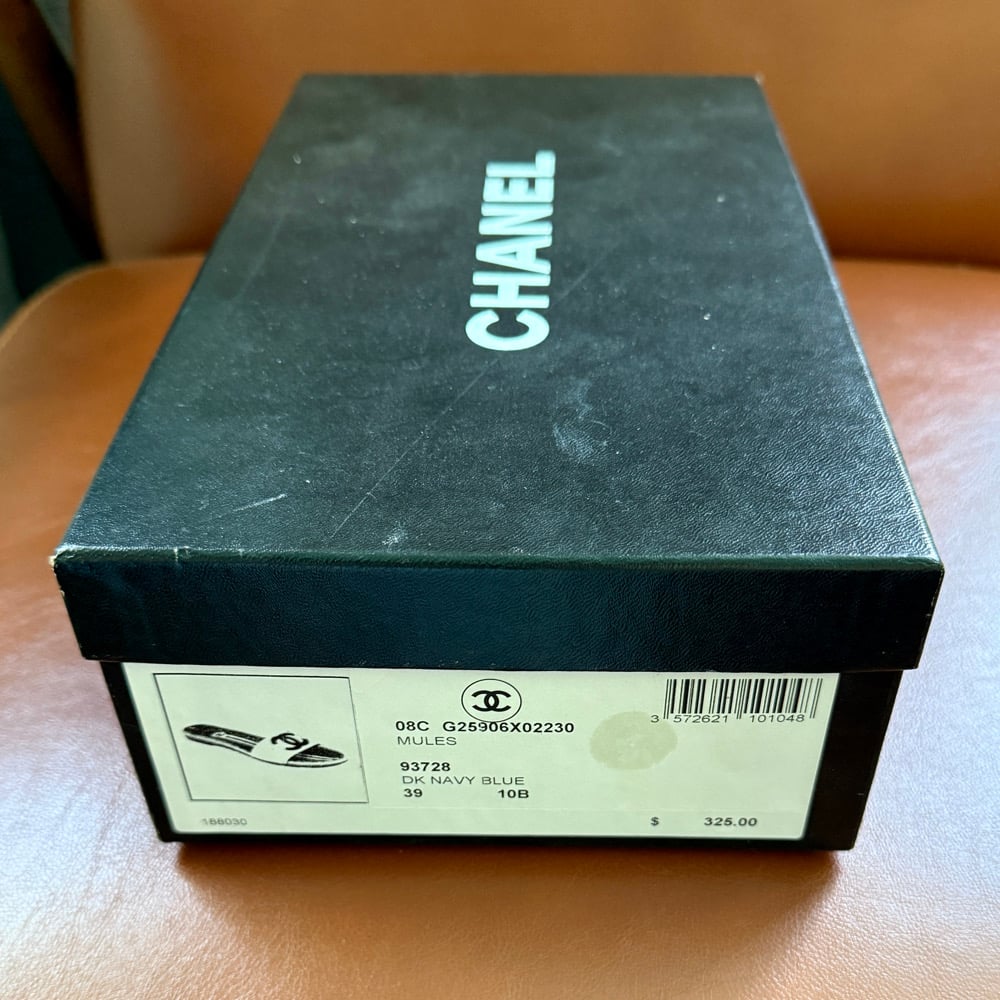 CHANEL
08C G25906X02230
MULES
93728
DK NAVY BLUE
39 10B
188030
$ 325.00
3 572621 101048